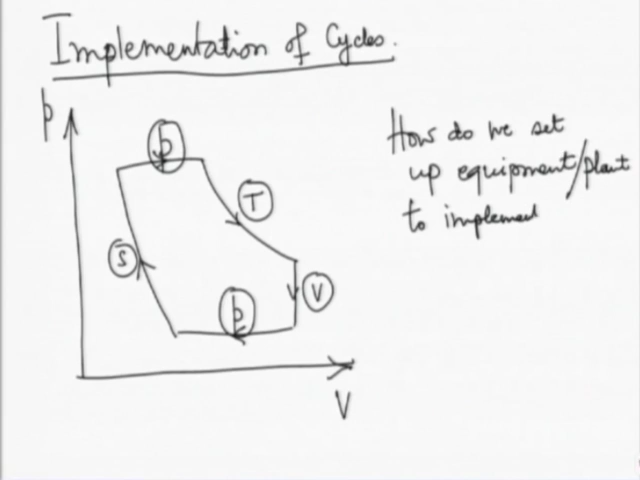 Implementation of Cycles.
p
p
How do we set
up equipment/plant
to implement
T
S
V
p
V